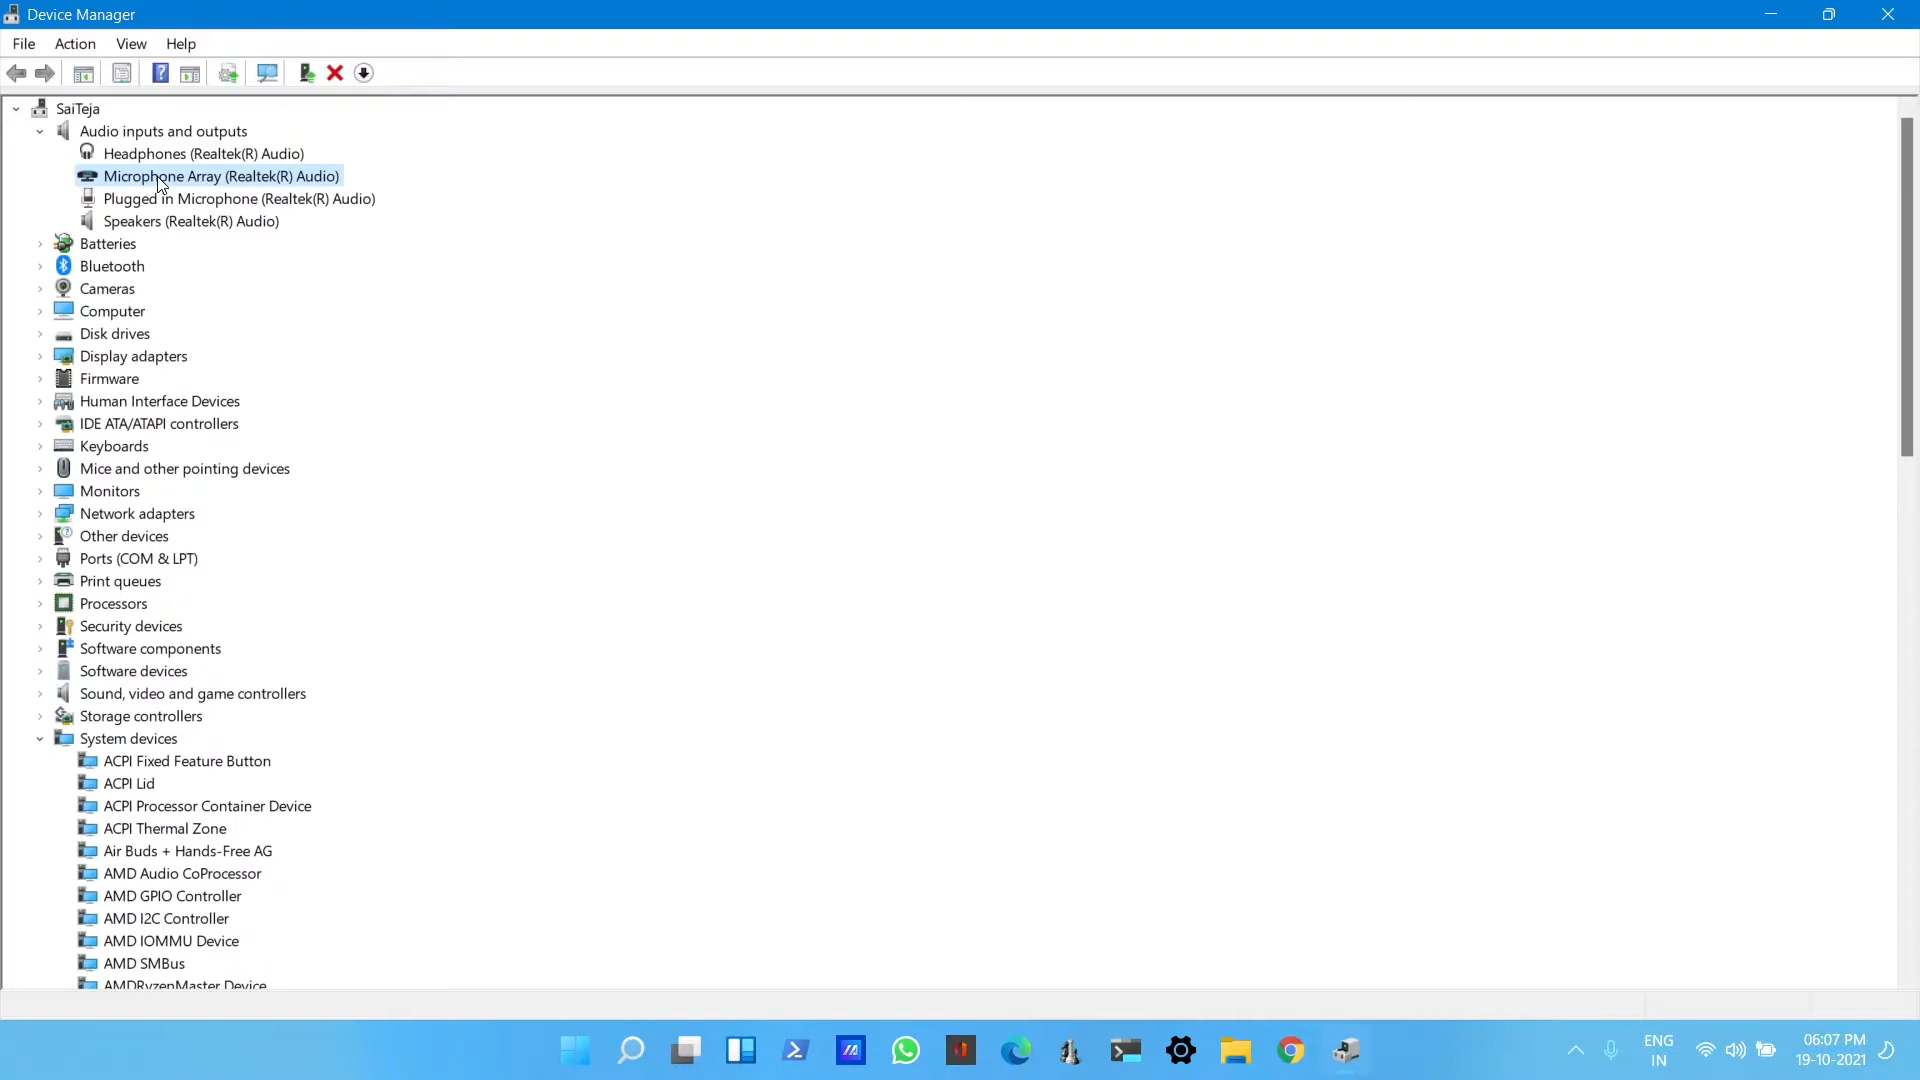 Device Manager
File Action View Help
SaiTeja
Audio inputs and outputs
Headphones (Realtek(R) Audio)
Microphone Array (Realtek(R) Audio)
Plugged in Microphone (Realtek(R) Audio)
Speakers (Realtek(R) Audio)
Batteries
Bluetooth
Cameras
Computer
Disk drives
Display adapters
Firmware
Human Interface Devices
IDE ATA/ATAPI controllers
Keyboards
Mice and other pointing devices
Monitors
Network adapters
Other devices
Ports (COM & LPT)
Print queues
Processors
Security devices
Software components
Software devices
Sound, video and game controllers
Storage controllers
System devices
ACPI Fixed Feature Button
ACPI Lid
ACPI Processor Container Device
ACPI Thermal Zone
Air Buds + Hands-Free AG
AMD Audio CoProcessor
AMD GPIO Controller
AMD I2C Controller
AMD IOMMU Device
AMD SMBus
AMDRyzenMaster Device
ENG
IN
06:07 PM
19-10-2021